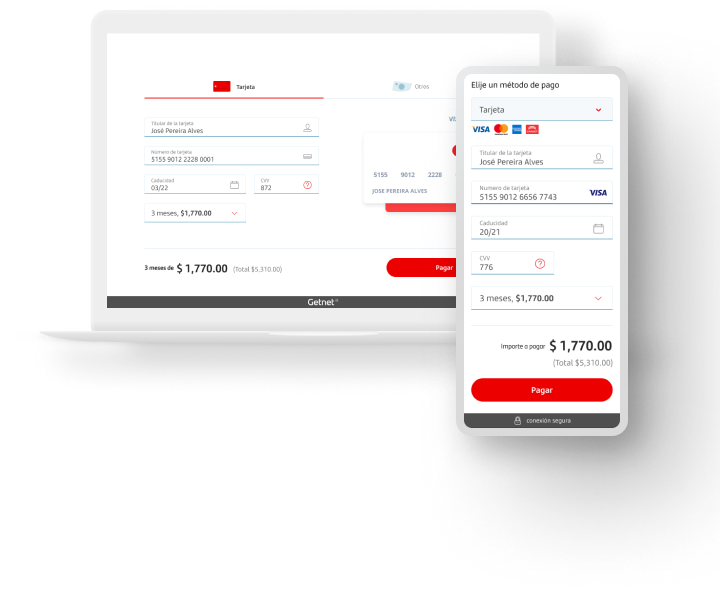 Tarjeta
Otros
Titular de la tarjeta
José Pereira Alves
Número de tarjeta
5155 9012 2228 0001
Caducidad
03/22
CVV
872
3 meses, $1,770.00
5155 9012 2228
JOSE PEREIRA ALVES
3 meses de $ 1,770.00 (Total $5,310.00)
Pagar
Getnet
Elije un método de pago
Tarjeta
VISA
Titular de la tarjeta
José Pereira Alves
Numero de tarjeta
5155 9012 6656 7743
VISA
Caducidad
20/21
CVV
776
3 meses, $1,770.00
Importe a pagar $ 1,770.00
(Total $5,310.00)
Pagar
conexión segura